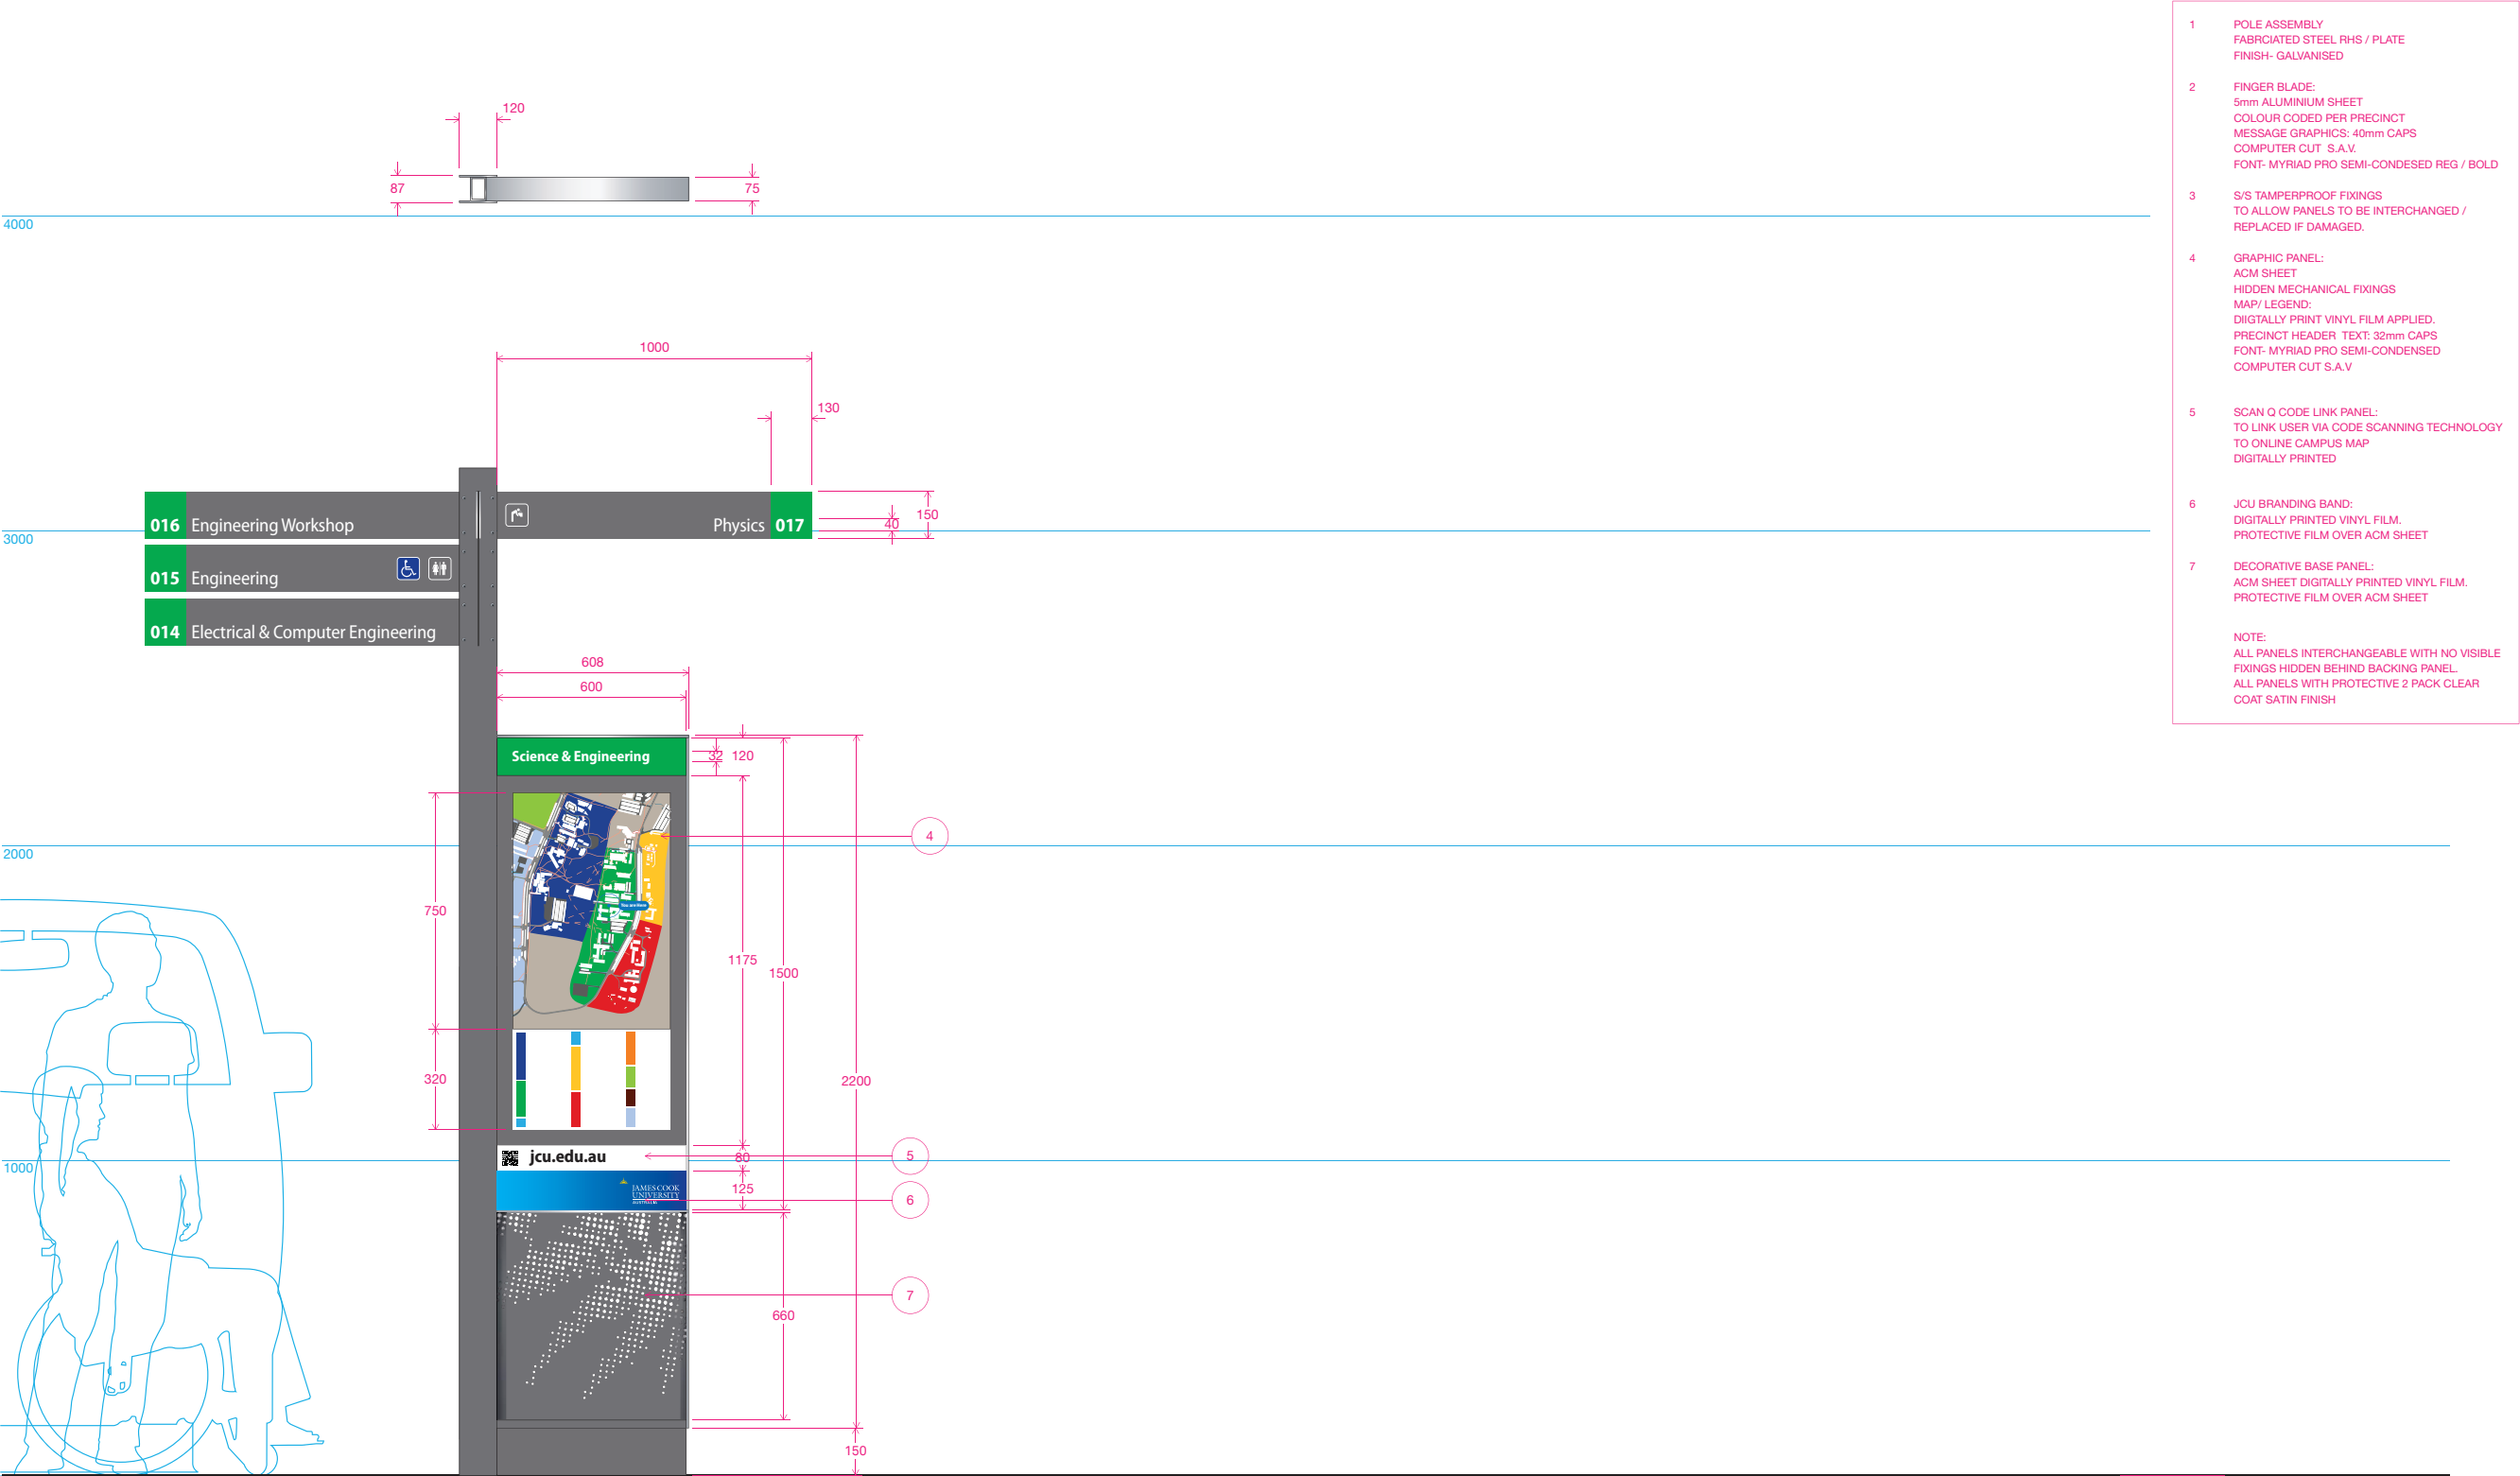 1 POLE ASSEMBLY
FABRCIATED STEEL RHS / PLATE
FINISH- GALVANISED
2 FINGER BLADE:
5mm ALUMINIUM SHEET
COLOUR CODED PER PRECINCT
MESSAGE GRAPHICS: 40mm CAPS
COMPUTER CUT S.A.V.
FONT- MYRIAD PRO SEMI-CONDESED REG / BOLD
3 S/S TAMPERPROOF FIXINGS
TO ALLOW PANELS TO BE INTERCHANGED /
REPLACED IF DAMAGED.
4 GRAPHIC PANEL:
ACM SHEET
HIDDEN MECHANICAL FIXINGS
MAP/ LEGEND:
DIIGTALLY PRINT VINYL FILM APPLIED.
PRECINCT HEADER TEXT: 32mm CAPS
FONT- MYRIAD PRO SEMI-CONDENSED
COMPUTER CUT S.A.V
5 SCAN Q CODE LINK PANEL:
TO LINK USER VIA CODE SCANNING TECHNOLOGY
TO ONLINE CAMPUS MAP
DIGITALLY PRINTED
6 JCU BRANDING BAND:
DIGITALLY PRINTED VINYL FILM.
PROTECTIVE FILM OVER ACM SHEET
7 DECORATIVE BASE PANEL:
ACM SHEET DIGITALLY PRINTED VINYL FILM.
PROTECTIVE FILM OVER ACM SHEET
NOTE:
ALL PANELS INTERCHANGEABLE WITH NO VISIBLE
FIXINGS HIDDEN BEHIND BACKING PANEL.
ALL PANELS WITH PROTECTIVE 2 PACK CLEAR
COAT SATIN FINISH
120
87
75
4000
1000
130
016 Engineering Workshop
Physics 017
150
40
3000
015 Engineering
014 Electrical & Computer Engineering
608
600
Science & Engineering
32
120
4
2000
You are Here
750
1175
1500
320
2200
jcu.edu.au
80
5
1000
125
JAMES COOK
UNIVERSITY
AUSTRALIA
6
7
660
150